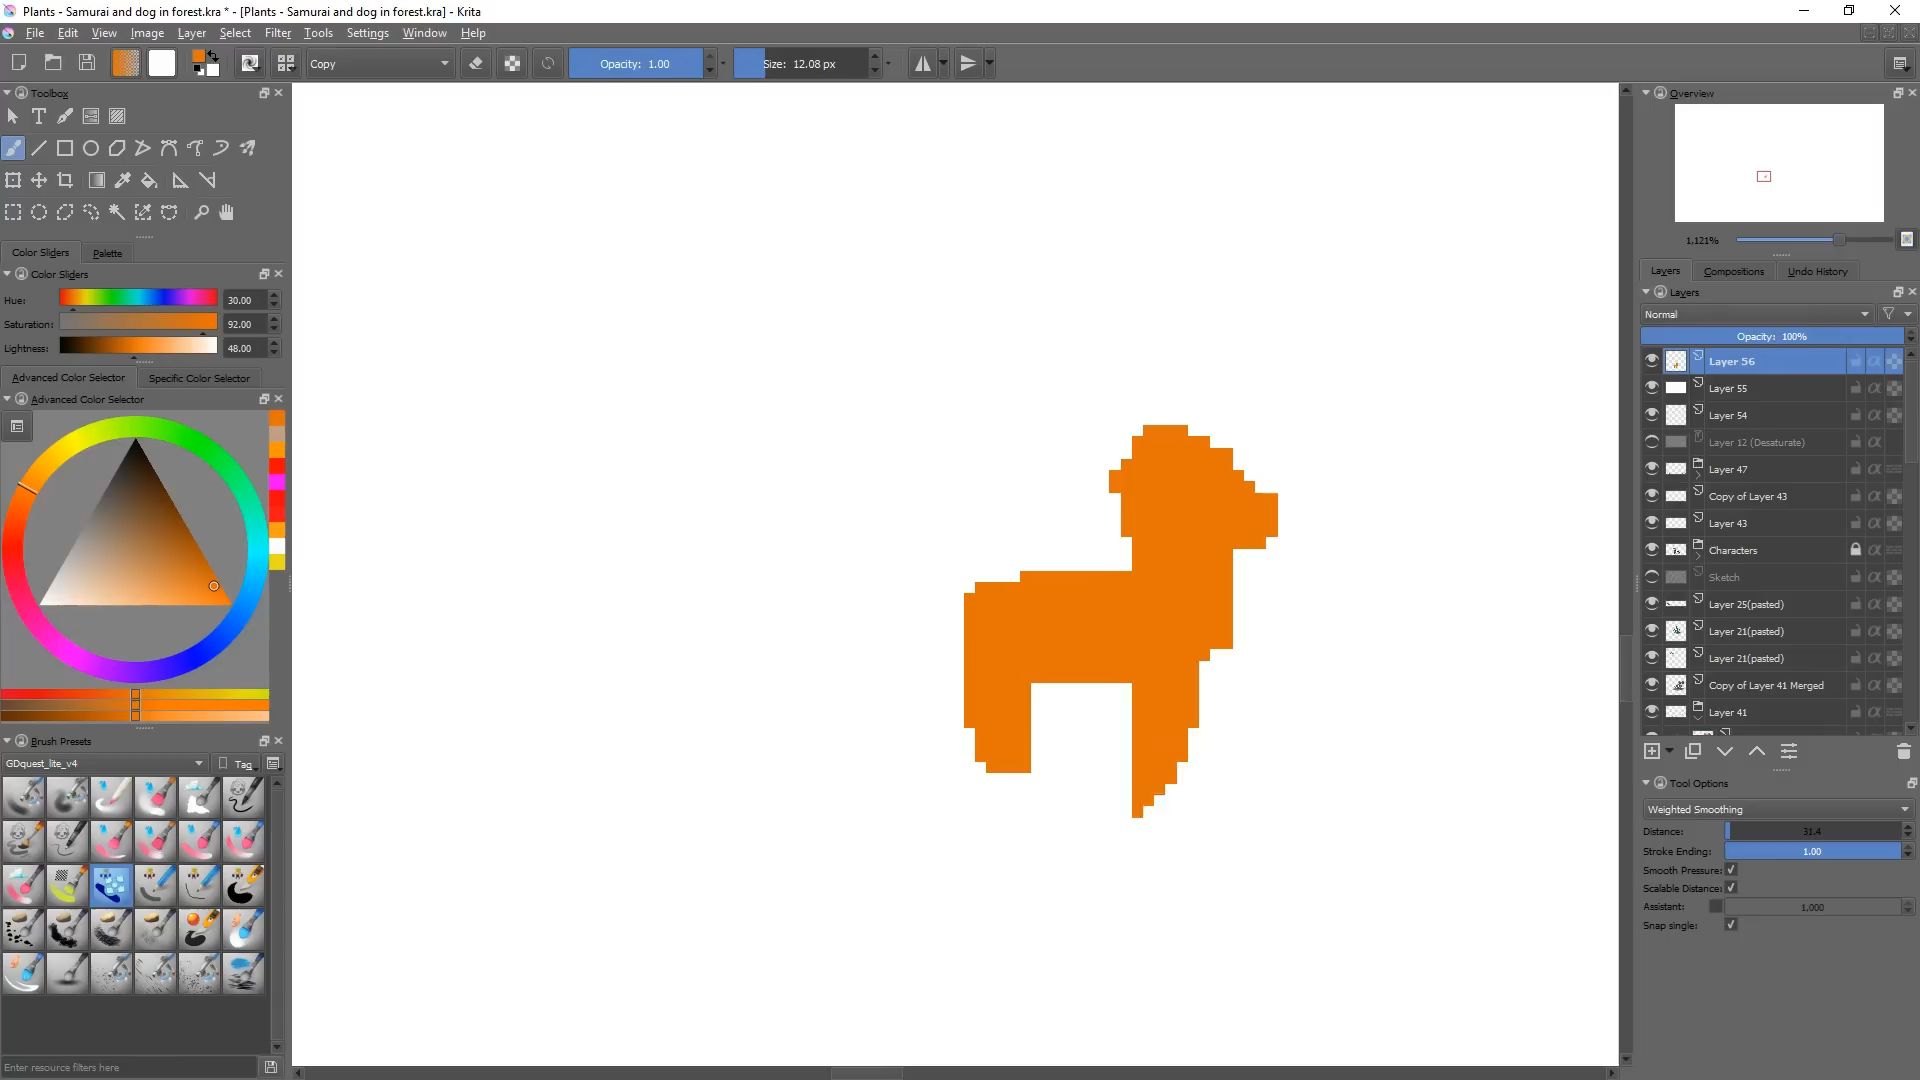 Plants - Samurai and dog in forest.kra * - [Plants - Samurai and dog in forest.kra] - Krita
File Edit View Image Layer Select Filter Tools Settings Window Help
Copy Opacity: 1.00 Size: 12.08 px
Toolbox
Color Sliders Palette
Color Sliders
Hue: 30.00
Saturation: 92.00
Lightness: 48.00
Advanced Color Selector Specific Color Selector
Advanced Color Selector
Brush Presets
GDquest_lite_v4 Tag
Enter resource filters here
Overview
1,121%
Layers Compositions Undo History
Layers
Normal
Opacity: 100%
Layer 56
Layer 55
Layer 54
Layer 12 (Desaturate)
Layer 47
Copy of Layer 43
Layer 43
Characters
Sketch
Layer 25(pasted)
Layer 21(pasted)
Layer 21(pasted)
Copy of Layer 41 Merged
Layer 41
Tool Options
Weighted Smoothing
Distance: 31.4
Stroke Ending: 1.00
Smooth Pressure:
Scalable Distance:
Assistant: 1,000
Snap single: